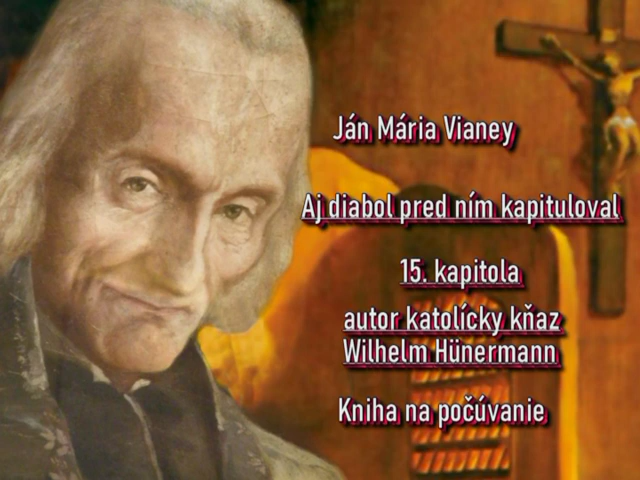 Ján Mária Vianey
Aj diabol pred ním kapituloval
15. kapitola
autor katolícky kňaz
Wilhelm Hünermann
Kniha na počúvanie